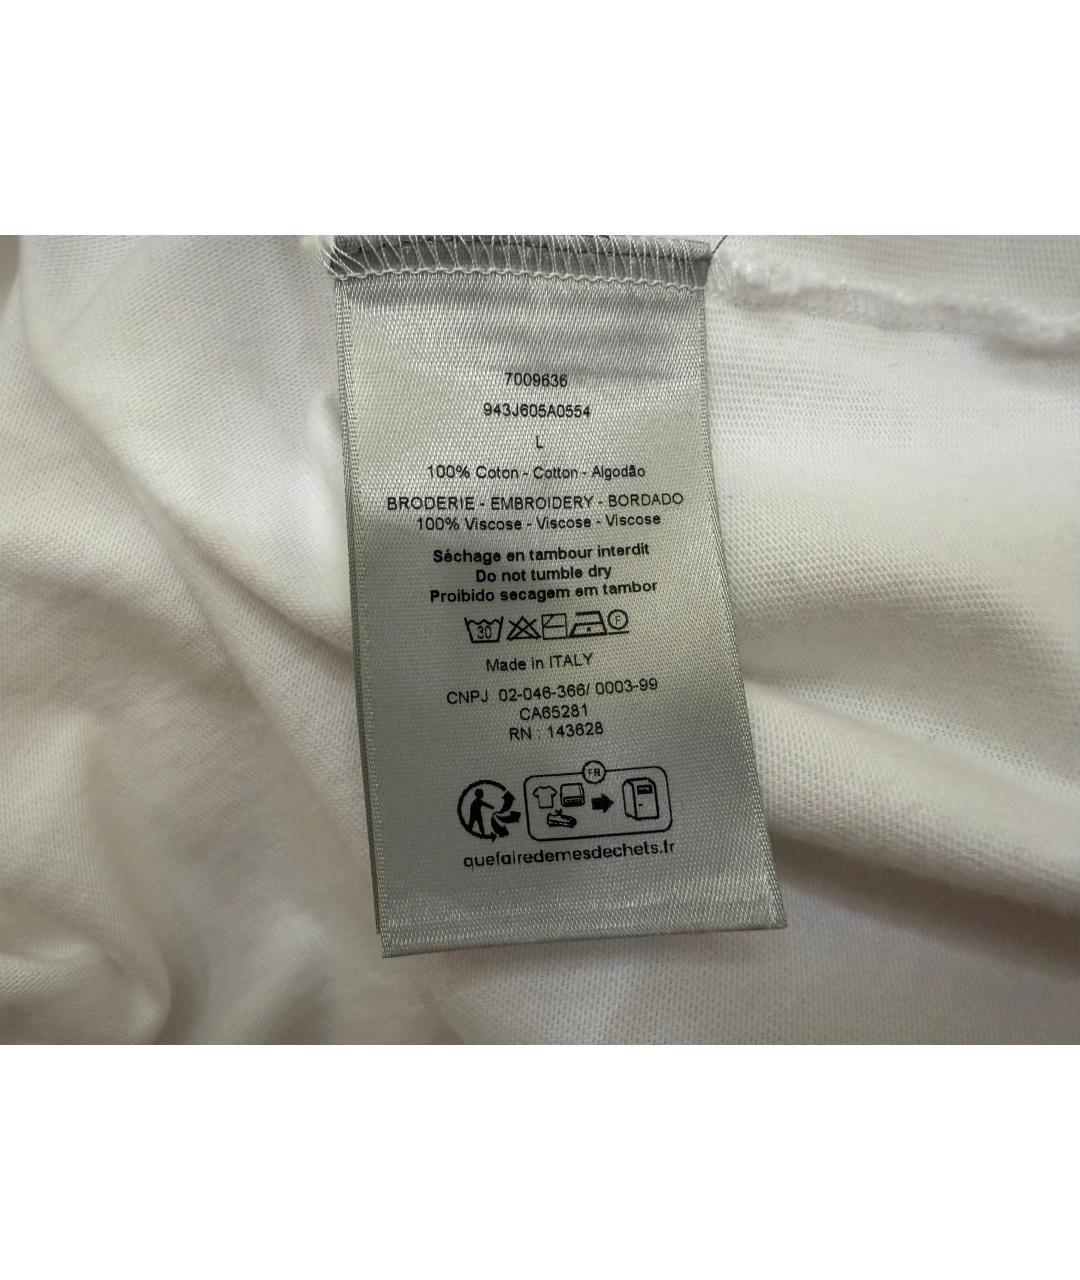 7009636
943J605A0554
L
100% Coton - Cotton - Algodão
BRODERIE - EMBROIDERY - BORDADO
100% Viscose - Viscose - Viscose
Séchage en tambour interdit
Do not tumble dry
Proibido secagem em tambor
30 F
Made in ITALY
CNPJ 02-046-366/ 0003-99
CA65281
RN : 143628
FR
quefairedemesdechets.fr